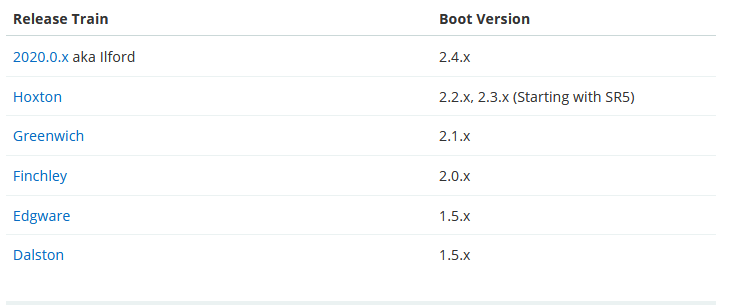 Release Train Boot Version
2020.0.x aka Ilford 2.4.x
Hoxton 2.2.x, 2.3.x (Starting with SR5)
Greenwich 2.1.x
Finchley 2.0.x
Edgware 1.5.x
Dalston 1.5.x